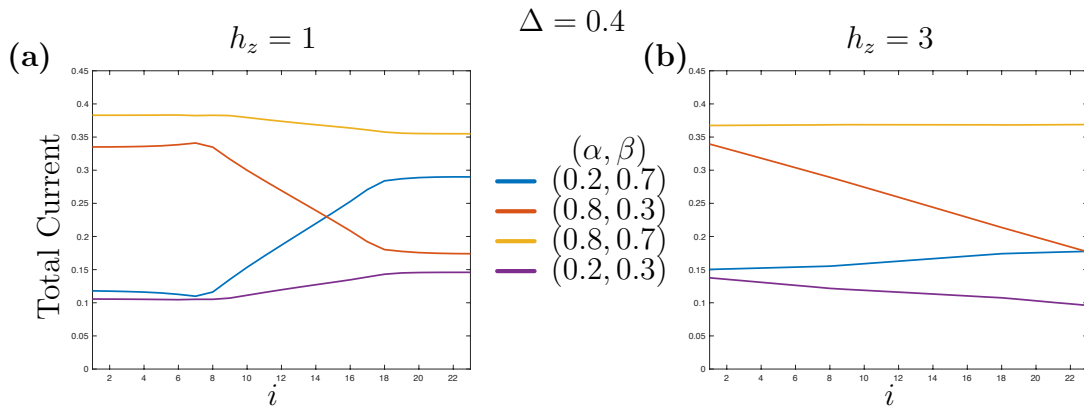 Δ = 0.4
(a)
h_z = 1
Total Current
0.45
0.4
0.35
0.3
0.25
0.2
0.15
0.1
0.05
0
2 4 6 8 10 12 14 16 18 20 22
i
(α, β)
(0.2, 0.7)
(0.8, 0.3)
(0.8, 0.7)
(0.2, 0.3)
(b)
h_z = 3
0.45
0.4
0.35
0.3
0.25
0.2
0.15
0.1
0.05
0
2 4 6 8 10 12 14 16 18 20 22
i